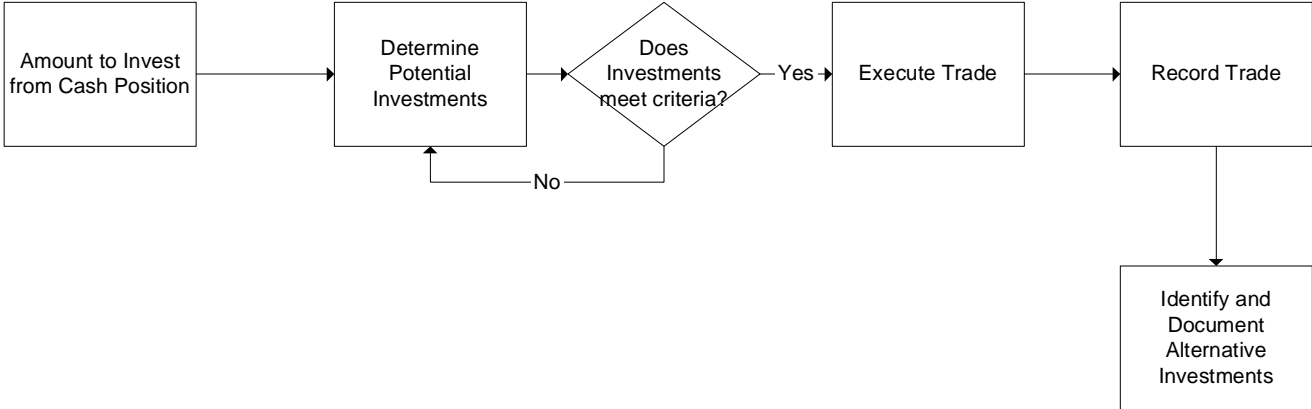 Amount to Invest
from Cash Position
Determine
Potential
Investments
Does
Investments
meet criteria?
Yes
Execute Trade
Record Trade
No
Identify and
Document
Alternative
Investments